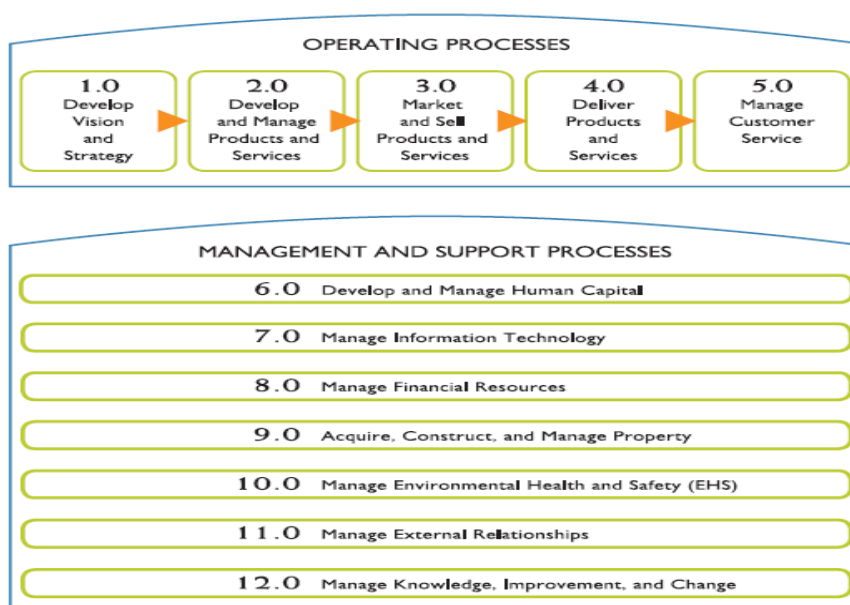 OPERATING PROCESSES
1.0
Develop
Vision
and
Strategy
2.0
Develop
and Manage
Products and
Services
3.0
Market
and Sell
Products and
Services
4.0
Deliver
Products
and
Services
5.0
Manage
Customer
Service
MANAGEMENT AND SUPPORT PROCESSES
6.0 Develop and Manage Human Capital
7.0 Manage Information Technology
8.0 Manage Financial Resources
9.0 Acquire, Construct, and Manage Property
10.0 Manage Environmental Health and Safety (EHS)
11.0 Manage External Relationships
12.0 Manage Knowledge, Improvement, and Change